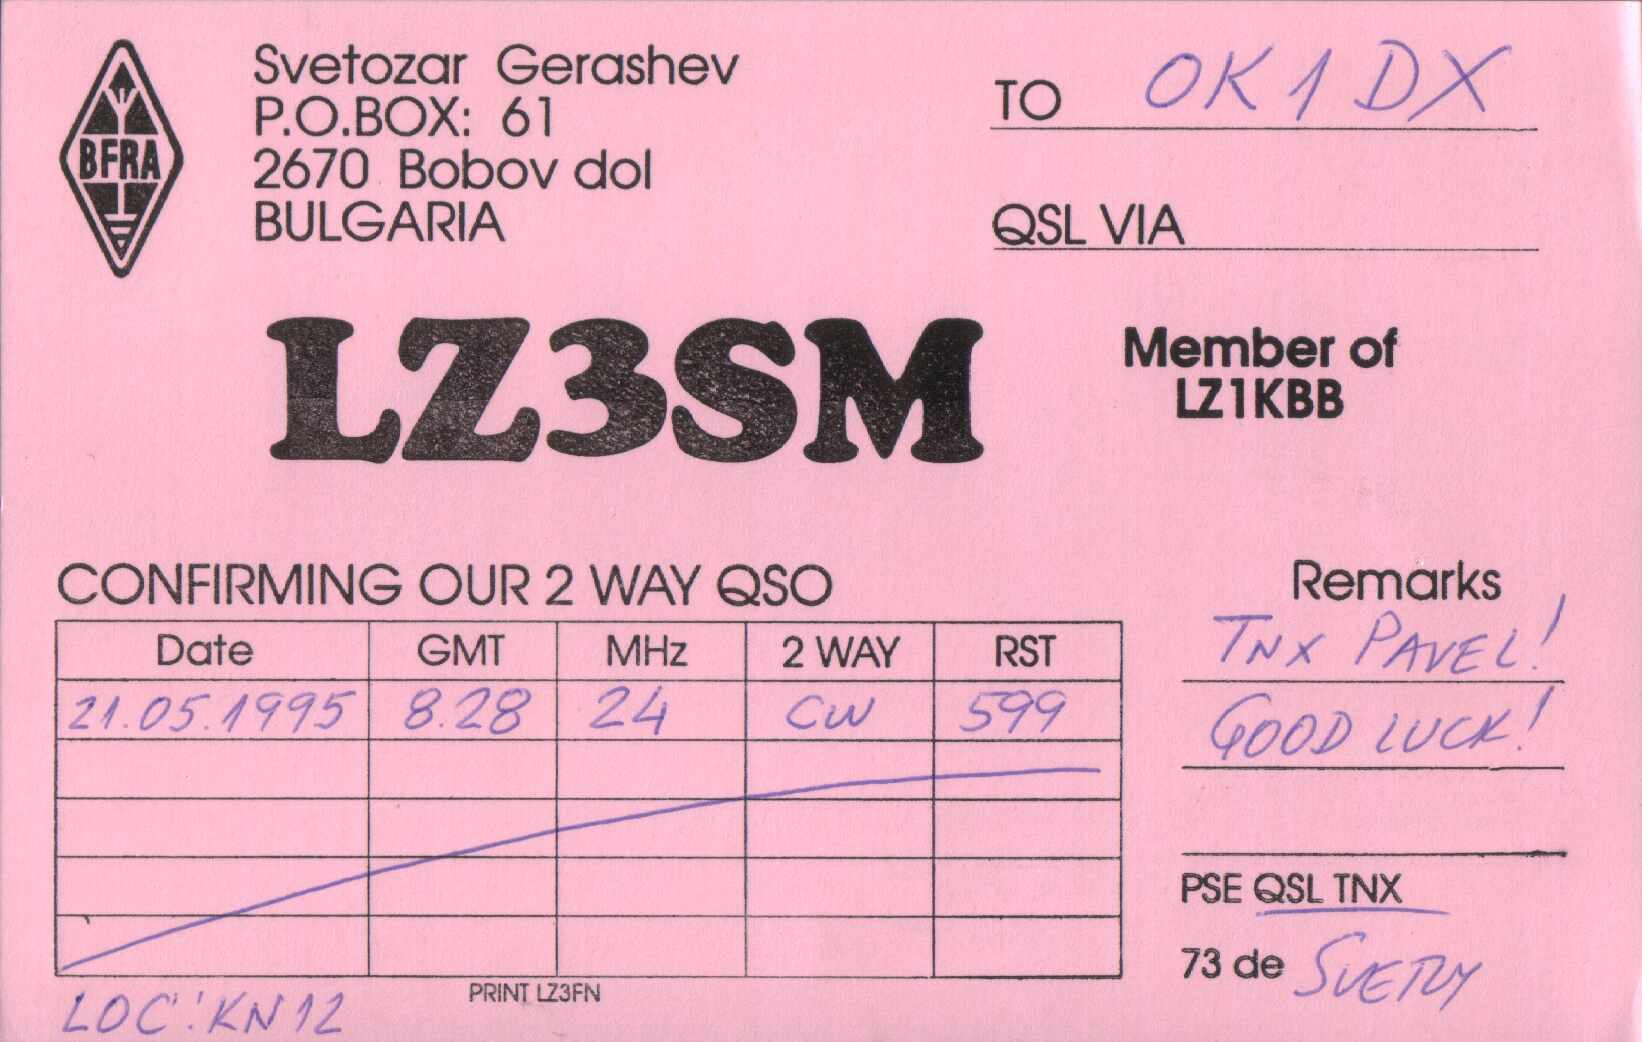 BFRA
Svetozar Gerashev
P.O.BOX: 61
2670 Bobov dol
BULGARIA
TO OK1DX
QSL VIA
LZ3SM
Member of
LZ1KBB
CONFIRMING OUR 2 WAY QSO
Date GMT MHz 2 WAY RST
21.05.1995 8.28 24 CW 599
Remarks
TNX PAVEL!
GOOD LUCK!
PSE QSL TNX
73 de
LOC: KN12
PRINT LZ3FN